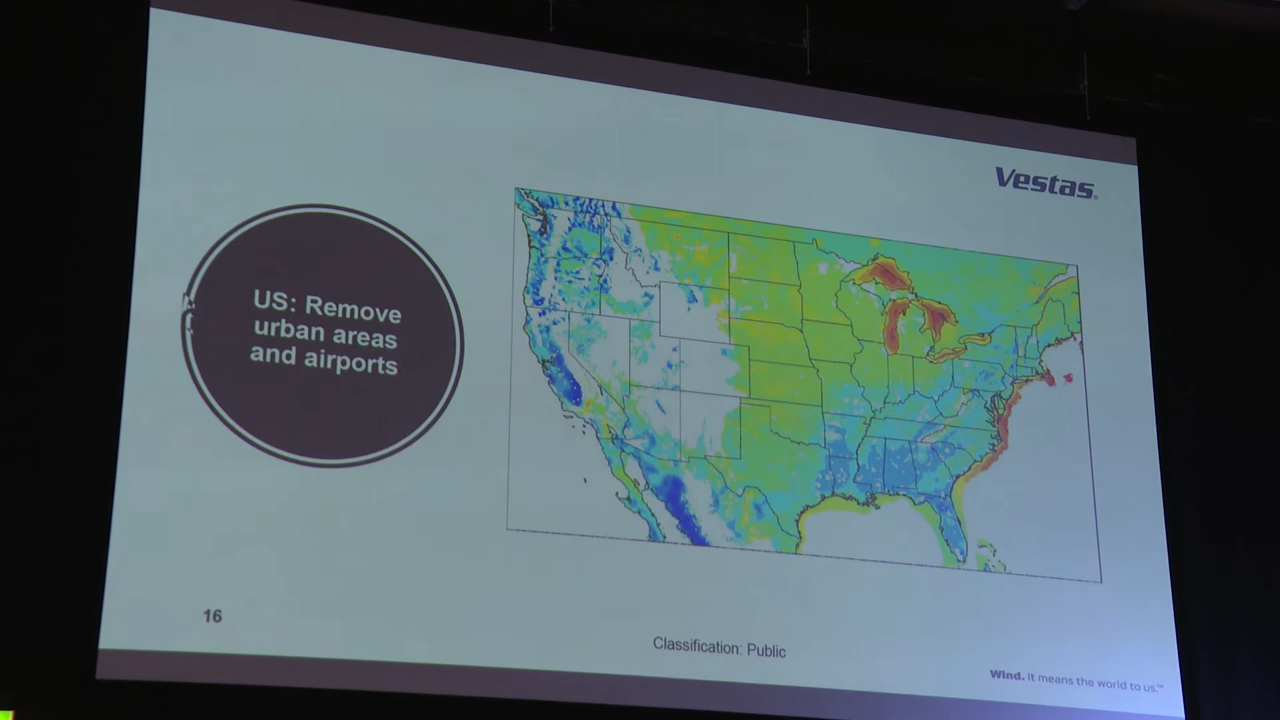 Vestas®
US: Remove
urban areas
and airports
16
Classification: Public
Wind. It means the world to us.™